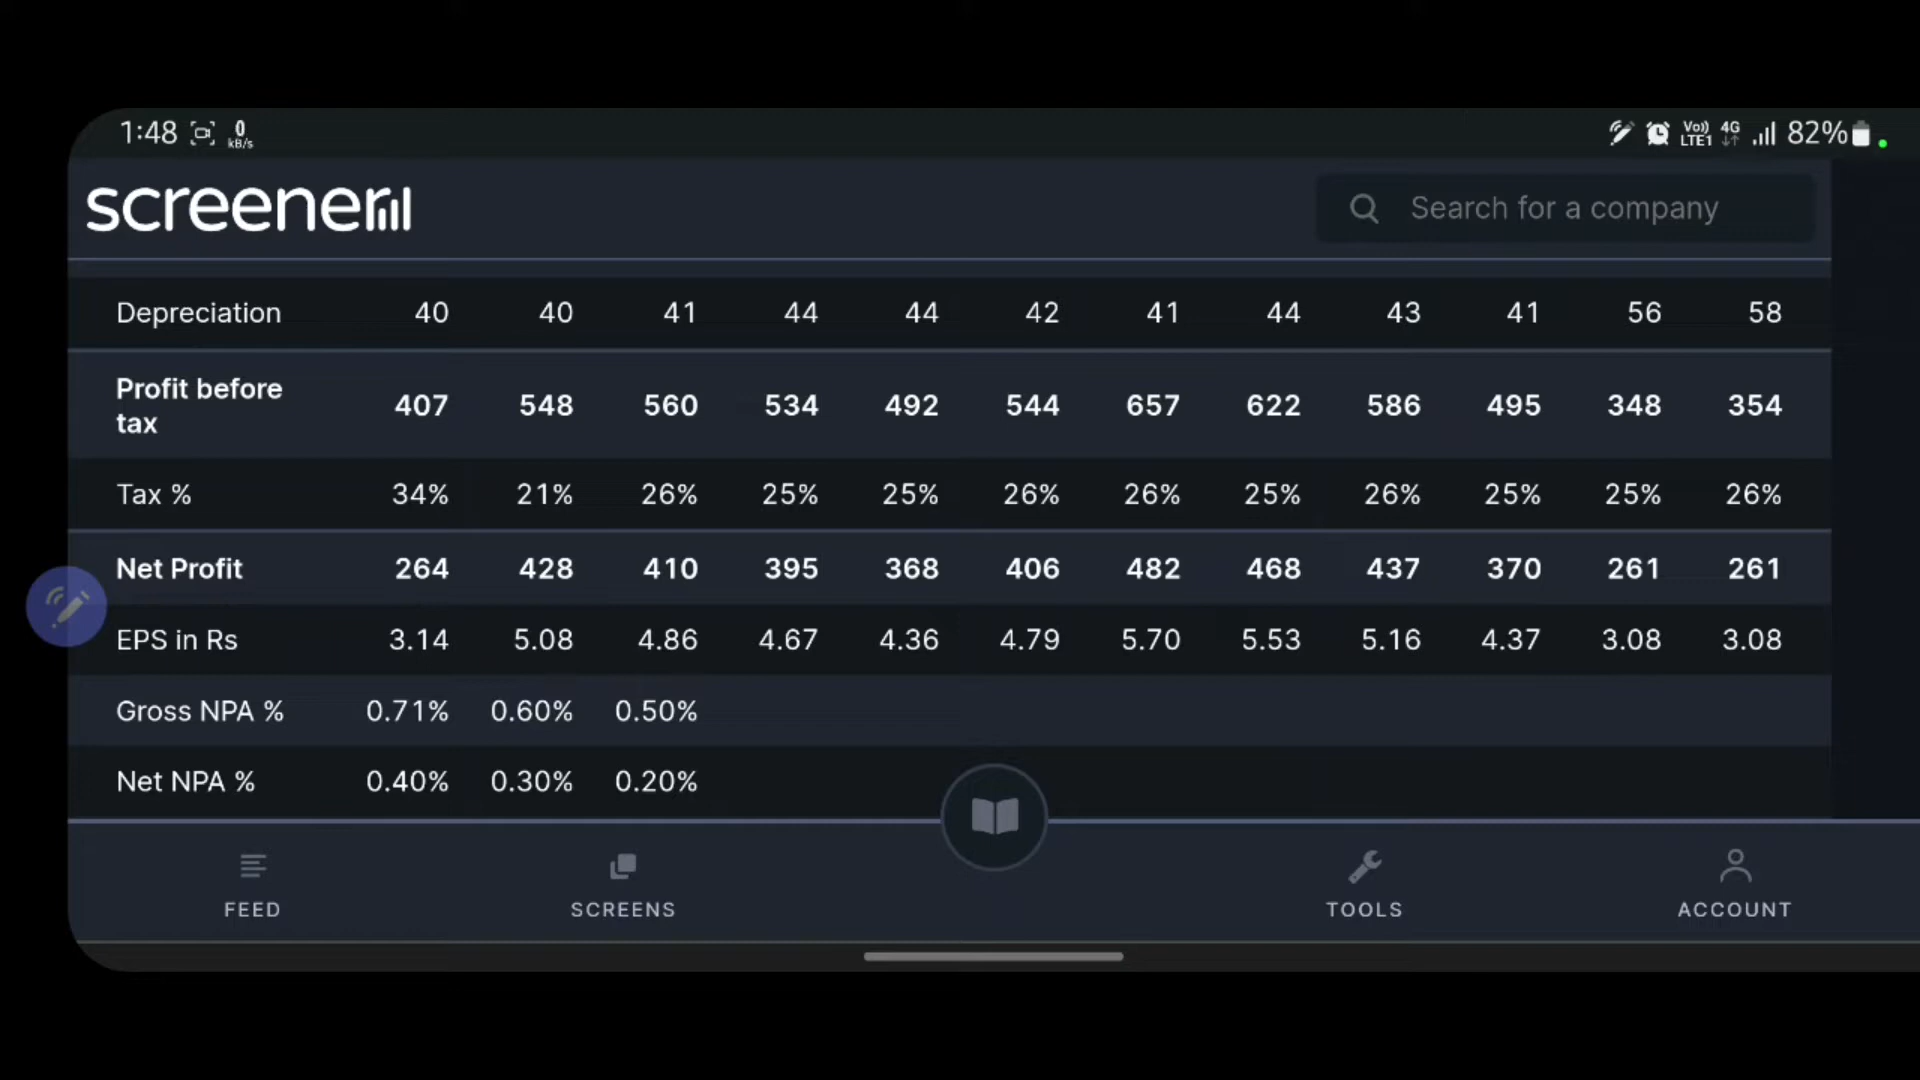 1:48 0 kB/s Vo)) LTE1 4G 82%
screener
Search for a company
Depreciation 40 40 41 44 44 42 41 44 43 41 56 58
Profit before
tax 407 548 560 534 492 544 657 622 586 495 348 354
Tax % 34% 21% 26% 25% 25% 26% 26% 25% 26% 25% 25% 26%
Net Profit 264 428 410 395 368 406 482 468 437 370 261 261
EPS in Rs 3.14 5.08 4.86 4.67 4.36 4.79 5.70 5.53 5.16 4.37 3.08 3.08
Gross NPA % 0.71% 0.60% 0.50%
Net NPA % 0.40% 0.30% 0.20%
FEED SCREENS TOOLS ACCOUNT